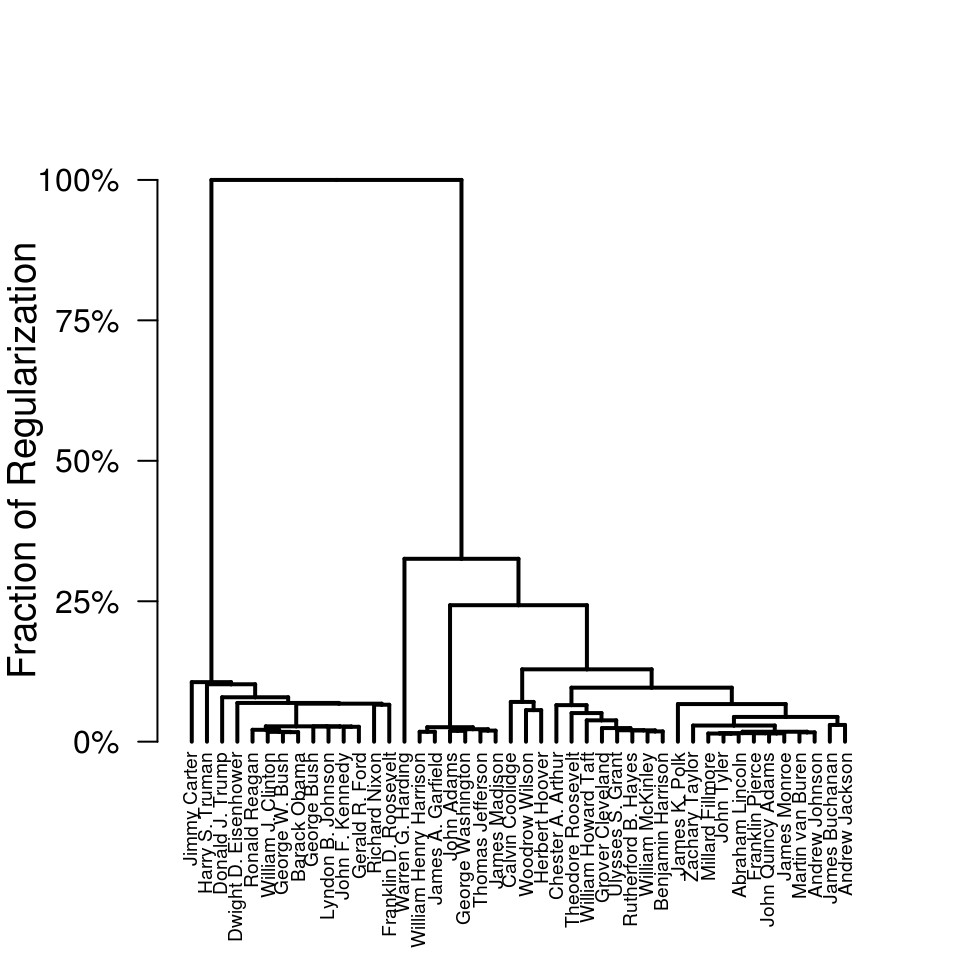 100%
75%
50%
25%
0%
Fraction of Regularization
Jimmy Carter
Harry S. Truman
Donald J. Trump
Dwight D. Eisenhower
Ronald Reagan
William J. Clinton
George W. Bush
Barack Obama
George Bush
Lyndon B. Johnson
John F. Kennedy
Gerald R. Ford
Richard Nixon
Franklin D. Roosevelt
Warren G. Harding
William Henry Harrison
James A. Garfield
John Adams
George Washington
Thomas Jefferson
James Madison
Calvin Coolidge
Woodrow Wilson
Herbert Hoover
Chester A. Arthur
Theodore Roosevelt
William Howard Taft
Grover Cleveland
Ulysses S. Grant
Rutherford B. Hayes
William McKinley
Benjamin Harrison
James K. Polk
Zachary Taylor
Millard Fillmore
John Tyler
Abraham Lincoln
Franklin Pierce
John Quincy Adams
James Monroe
Martin van Buren
Andrew Johnson
James Buchanan
Andrew Jackson